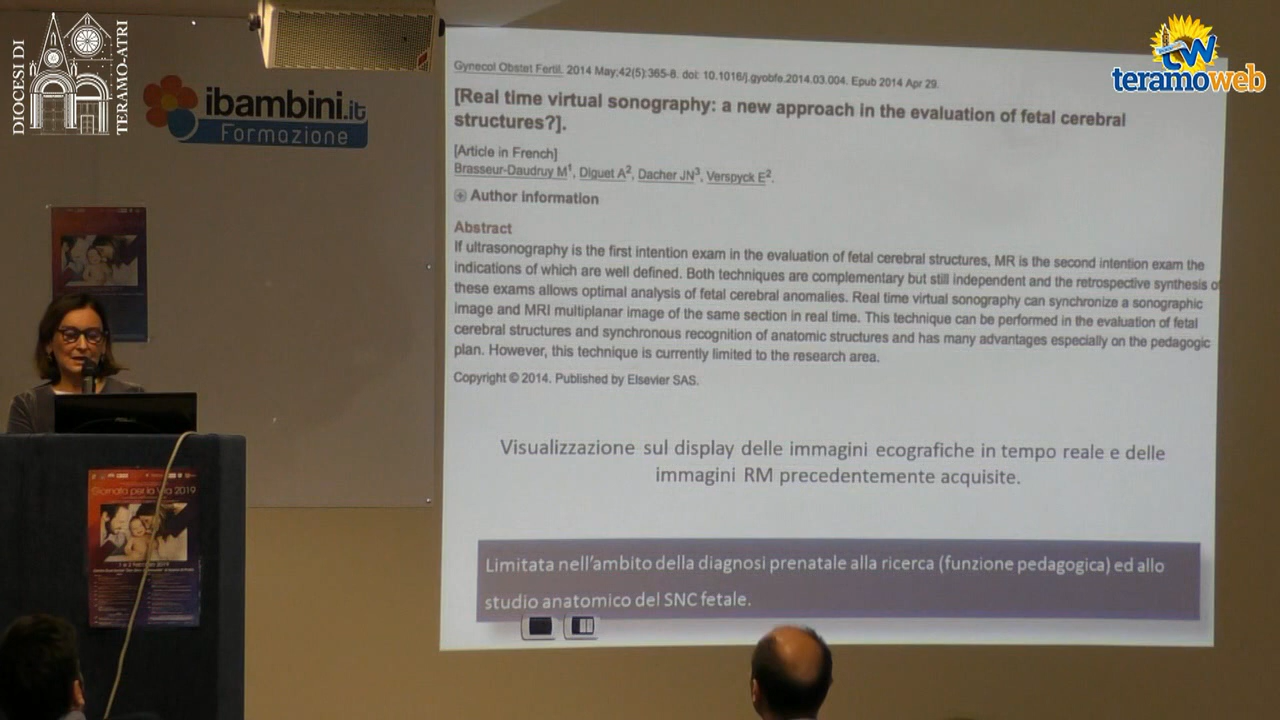 DIOCESI DI
TERAMO-ATRI
ibambini.it
Formazione
teramoweb
Gynecol Obstet Fertil. 2014 May;42(5):365-8. doi: 10.1016/j.gyobfe.2014.03.004. Epub 2014 Apr 29.
[Real time virtual sonography: a new approach in the evaluation of fetal cerebral
structures?].
[Article in French]
Brasseur-Daudruy M1, Diguet A2, Dacher JN3, Verspyck E2.
Author information
Abstract
If ultrasonography is the first intention exam in the evaluation of fetal cerebral structures, MR is the second intention exam the
indications of which are well defined. Both techniques are complementary but still independent and the retrospective synthesis of
these exams allows optimal analysis of fetal cerebral anomalies. Real time virtual sonography can synchronize a sonographic
image and MRI multiplanar image of the same section in real time. This technique can be performed in the evaluation of fetal
cerebral structures and synchronous recognition of anatomic structures and has many advantages especially on the pedagogic
plan. However, this technique is currently limited to the research area.
Copyright © 2014. Published by Elsevier SAS.
Visualizzazione sul display delle immagini ecografiche in tempo reale e delle
immagini RM precedentemente acquisite.
Limitata nell'ambito della diagnosi prenatale alla ricerca (funzione pedagogica) ed allo
studio anatomico del SNC fetale.
Giornata per la Vita 2019